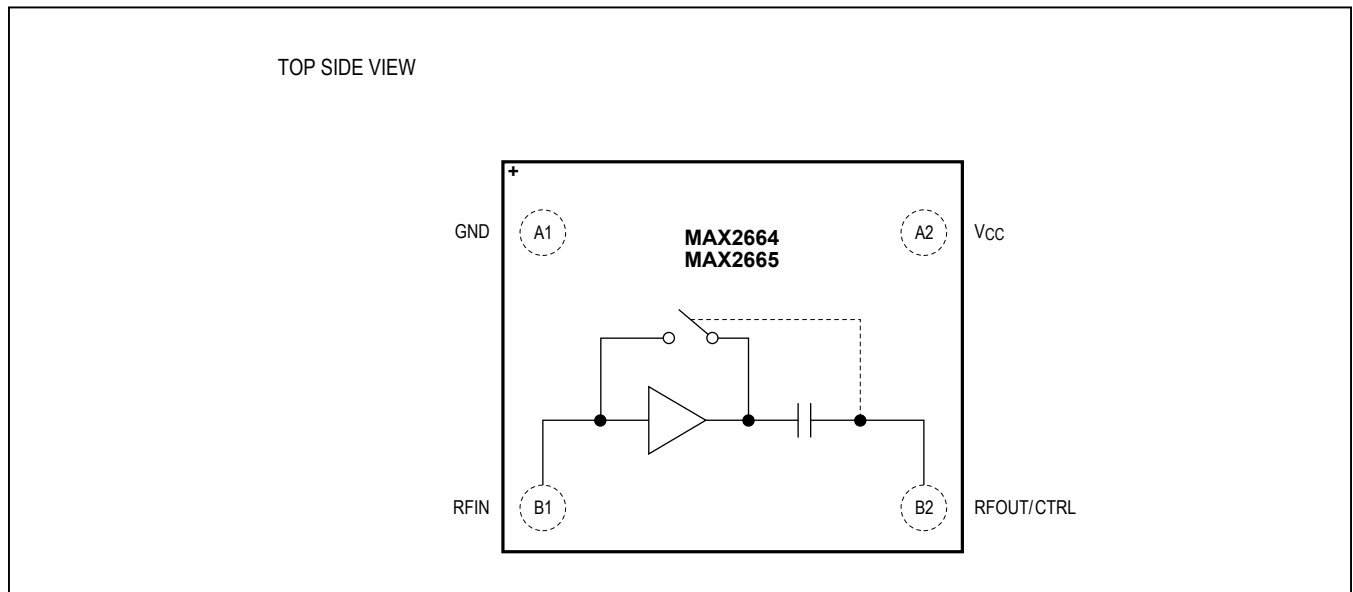 TOP SIDE VIEW
+
GND
A1
MAX2664
MAX2665
A2
VCC
RFIN
B1
B2
RFOUT/CTRL